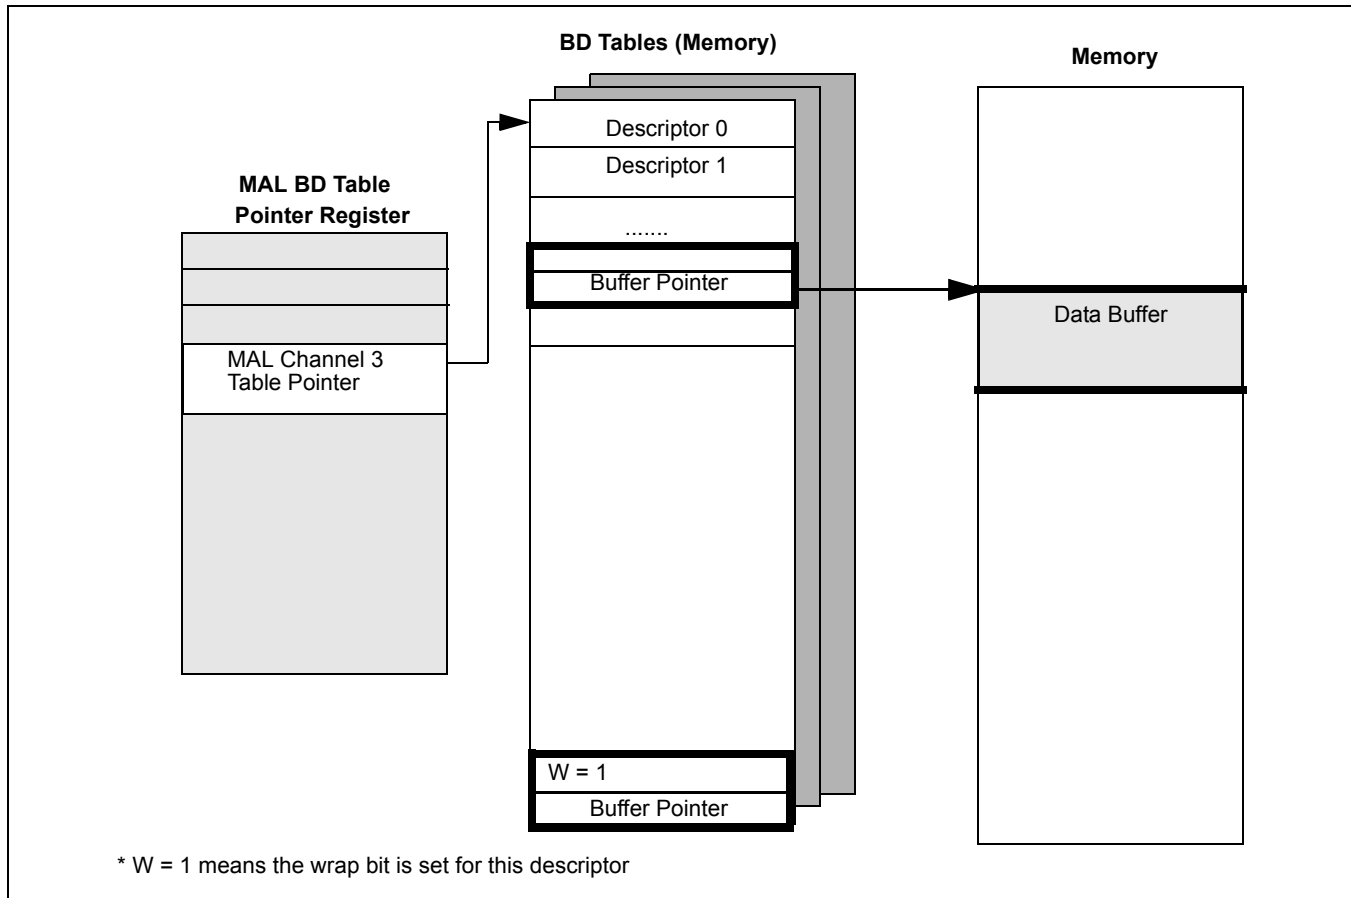 BD Tables (Memory)
Memory
Descriptor 0
Descriptor 1
MAL BD Table
Pointer Register
.......
Buffer Pointer
Data Buffer
MAL Channel 3
Table Pointer
W = 1
Buffer Pointer
* W = 1 means the wrap bit is set for this descriptor